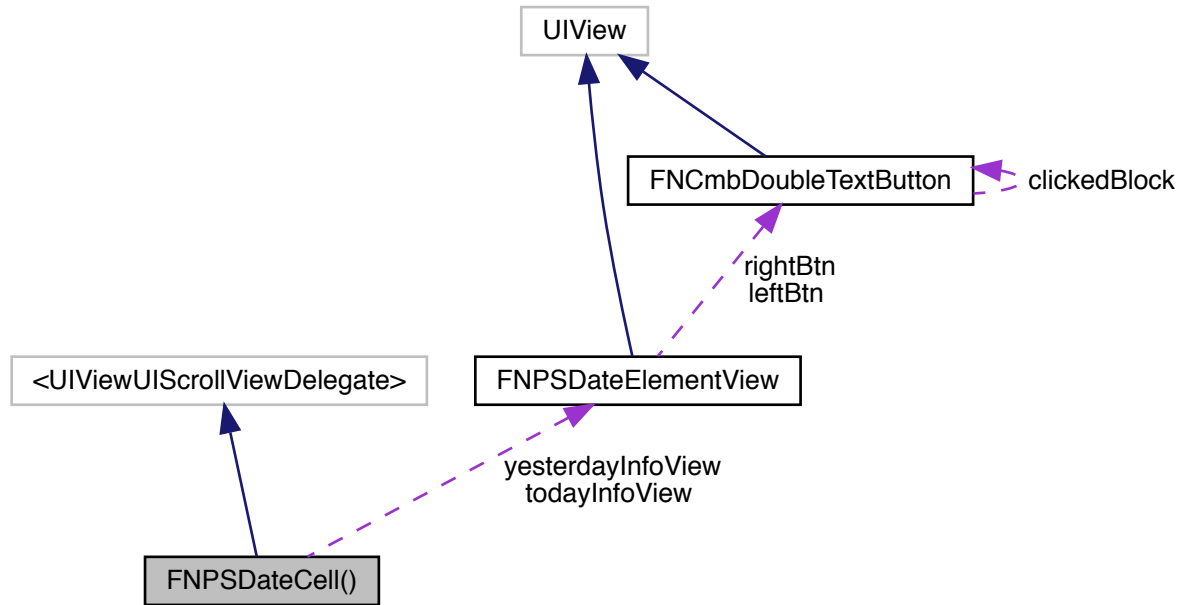 UIView
FNCmbDoubleTextButton
clickedBlock
rightBtn
leftBtn
<UIViewUIScrollViewDelegate>
FNPSDateElementView
yesterdayInfoView
todayInfoView
FNPSDateCell()